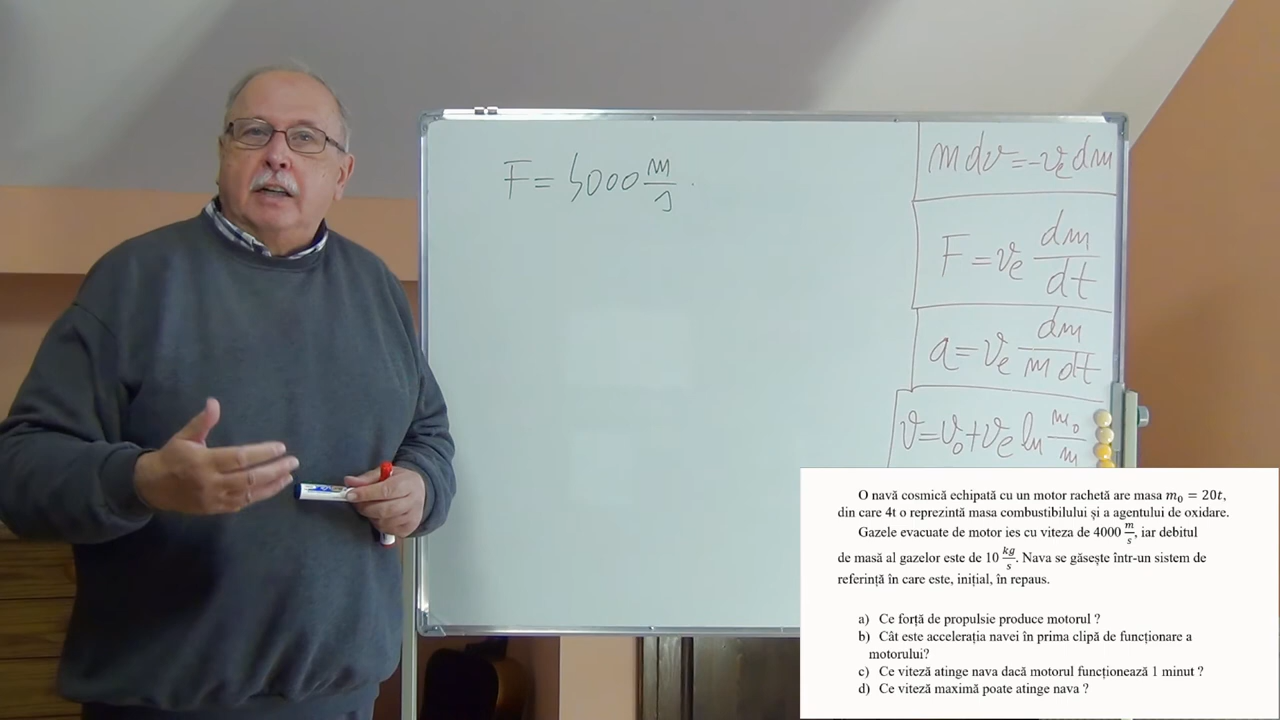 F = 4000 m/s ·
m dv = -v_e dm
F = v_e dm/dt
a = v_e dm/m dt
v = v_0 + v_e ln m_0/m
O navă cosmică echipată cu un motor rachetă are masa m₀ = 20t,
din care 4t o reprezintă masa combustibilului și a agentului de oxidare.
Gazele evacuate de motor ies cu viteza de 4000 m/s, iar debitul
de masă al gazelor este de 10 kg/s. Nava se găsește într-un sistem de
referință în care este, inițial, în repaus.
a) Ce forță de propulsie produce motorul ?
b) Cât este accelerația navei în prima clipă de funcționare a
motorului?
c) Ce viteză atinge nava dacă motorul funcționează 1 minut ?
d) Ce viteză maximă poate atinge nava ?